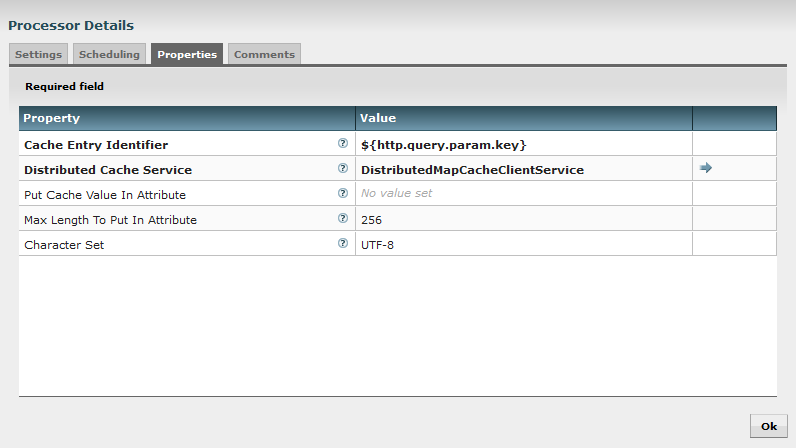 Processor Details
Settings Scheduling Properties Comments
Required field
Property Value
Cache Entry Identifier ? ${http.query.param.key}
Distributed Cache Service ? DistributedMapCacheClientService
Put Cache Value In Attribute ? No value set
Max Length To Put In Attribute ? 256
Character Set ? UTF-8
Ok